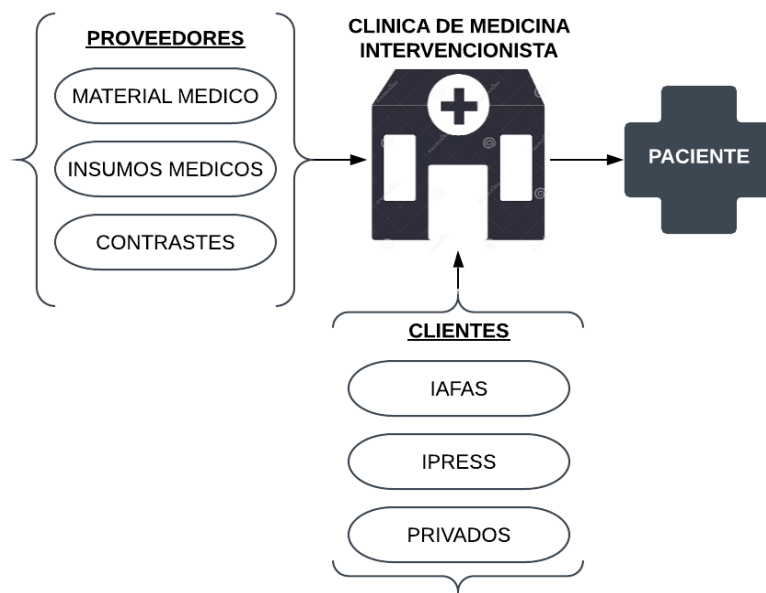 PROVEEDORES
MATERIAL MEDICO
INSUMOS MEDICOS
CONTRASTES
CLINICA DE MEDICINA
INTERVENCIONISTA
PACIENTE
CLIENTES
IAFAS
IPRESS
PRIVADOS